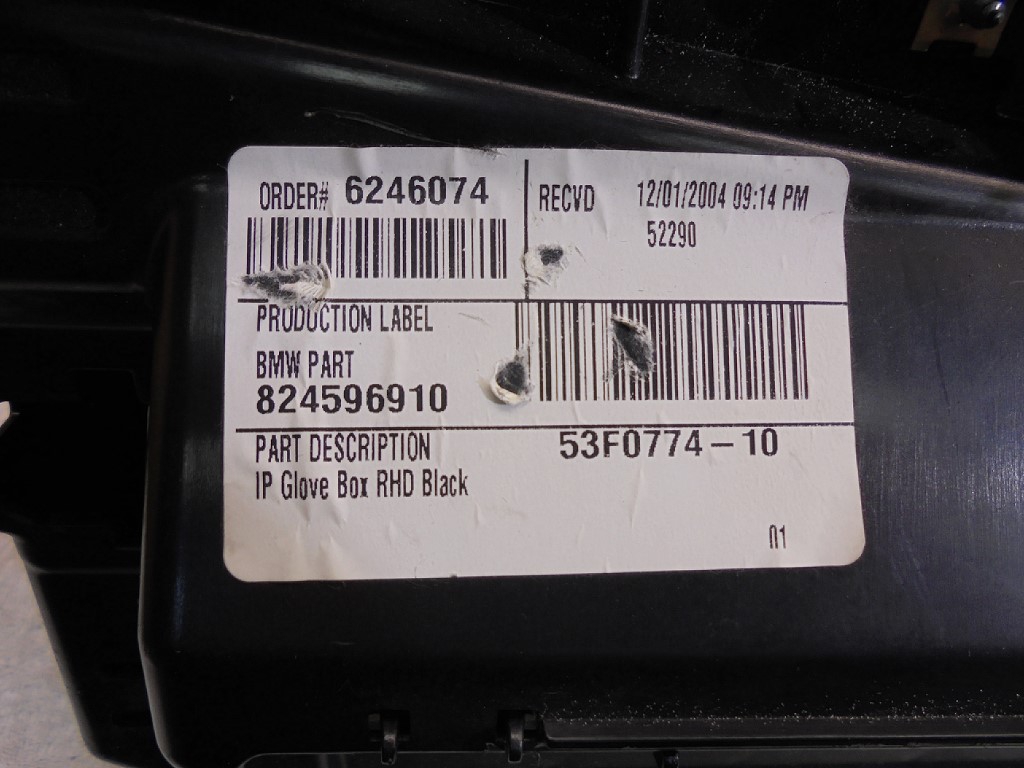 ORDER# 6246074
RECVD 12/01/2004 09:14 PM
52290
PRODUCTION LABEL
BMW PART
824596910
PART DESCRIPTION 53F0774-10
IP Glove Box RHD Black
01